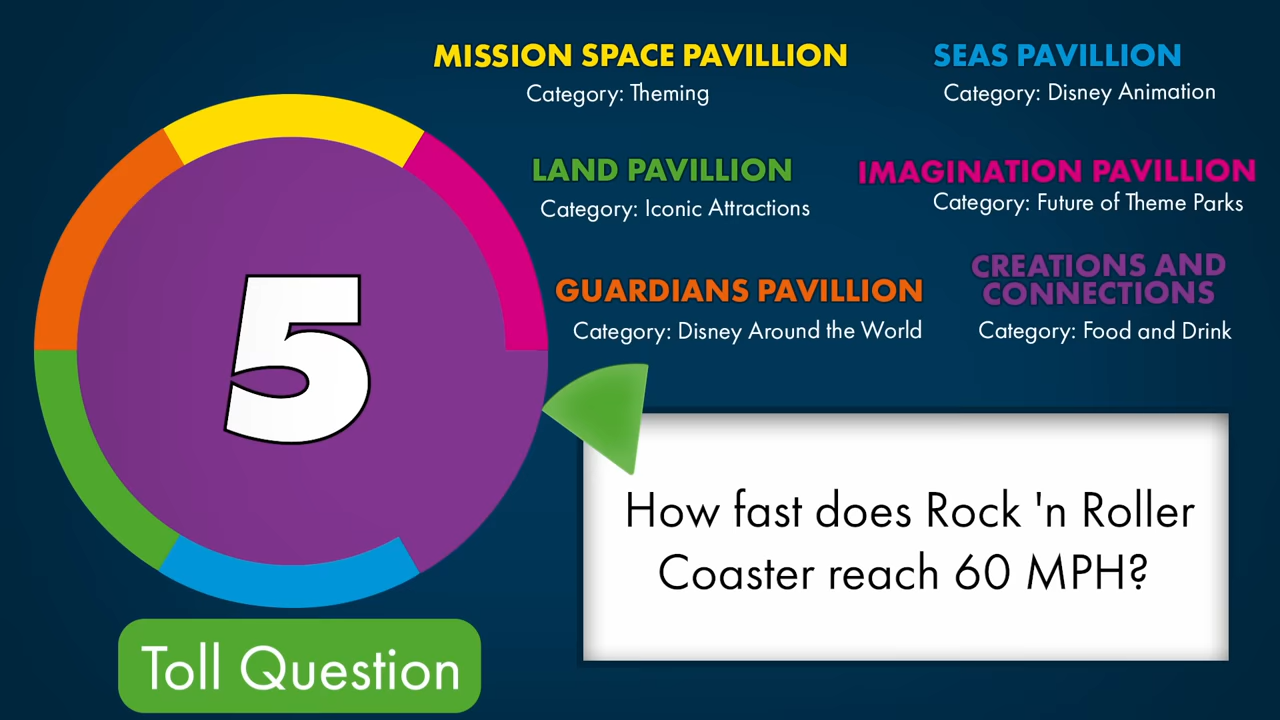 MISSION SPACE PAVILLION
Category: Theming
SEAS PAVILLION
Category: Disney Animation
LAND PAVILLION
Category: Iconic Attractions
IMAGINATION PAVILLION
Category: Future of Theme Parks
GUARDIANS PAVILLION
Category: Disney Around the World
CREATIONS AND
CONNECTIONS
Category: Food and Drink
5
How fast does Rock 'n Roller
Coaster reach 60 MPH?
Toll Question